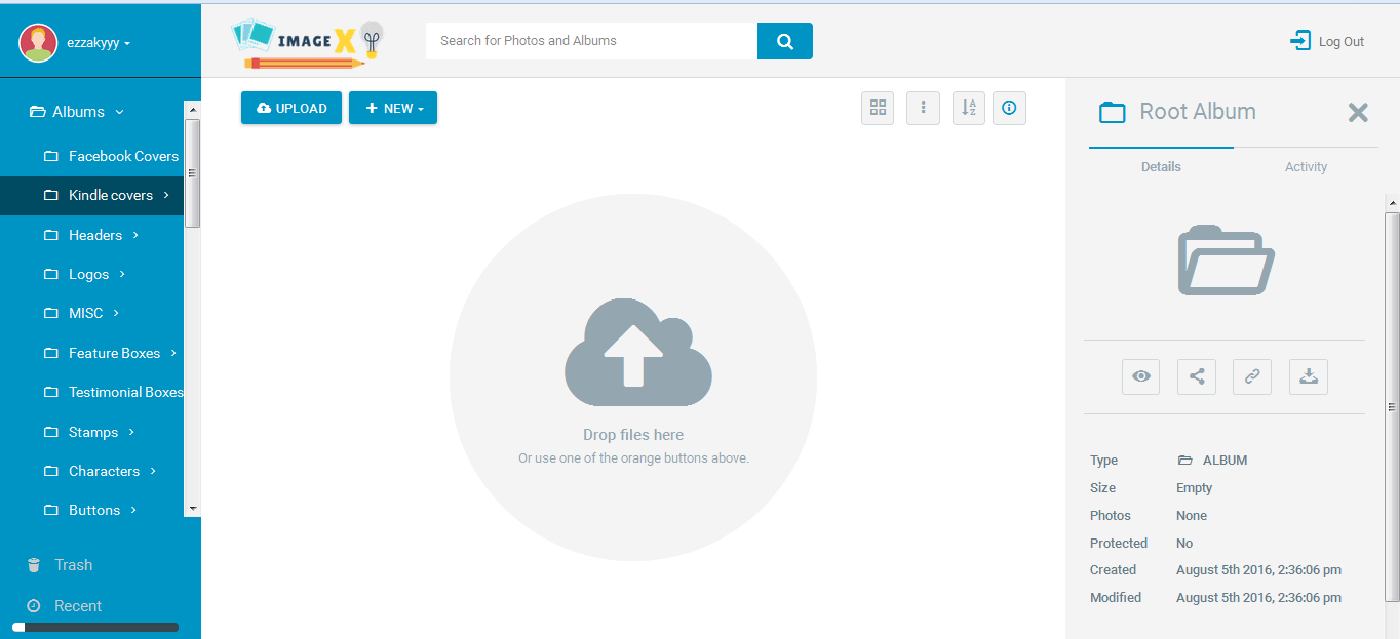 ezzakyyy
IMAGE X
Search for Photos and Albums
Log Out
Albums
Facebook Covers
Kindle covers
Headers
Logos
MISC
Feature Boxes
Testimonial Boxes
Stamps
Characters
Buttons
Trash
Recent
UPLOAD
NEW
A
Z
Drop files here
Or use one of the orange buttons above.
Root Album
Details
Activity
Type ALBUM
Size Empty
Photos None
Protected No
Created August 5th 2016, 2:36:06 pm
Modified August 5th 2016, 2:36:06 pm